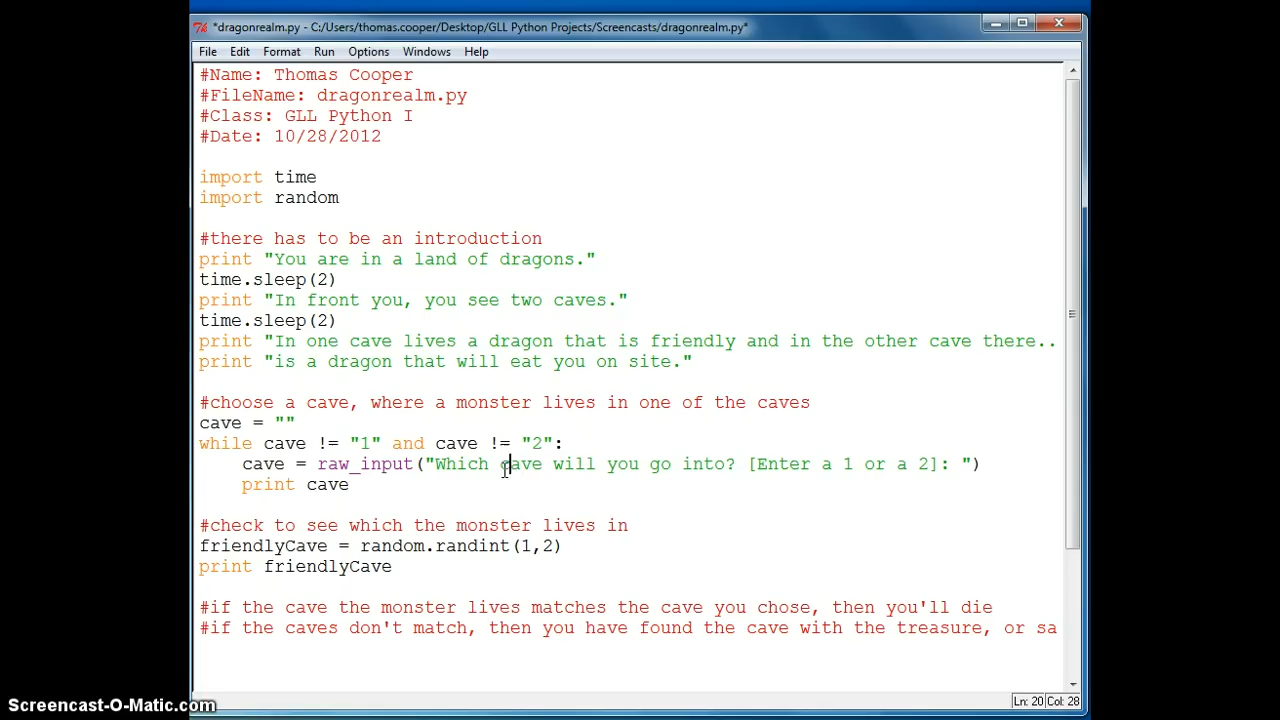 *dragonrealm.py - C:/Users/thomas.cooper/Desktop/GLL Python Projects/Screencasts/dragonrealm.py*
File Edit Format Run Options Windows Help
#Name: Thomas Cooper
#FileName: dragonrealm.py
#Class: GLL Python I
#Date: 10/28/2012
import time
import random
#there has to be an introduction
print "You are in a land of dragons."
time.sleep(2)
print "In front you, you see two caves."
time.sleep(2)
print "In one cave lives a dragon that is friendly and in the other cave there..
print "is a dragon that will eat you on site."
#choose a cave, where a monster lives in one of the caves
cave = ""
while cave != "1" and cave != "2":
    cave = raw_input("Which cave will you go into? [Enter a 1 or a 2]: ")
    print cave
#check to see which the monster lives in
friendlyCave = random.randint(1,2)
print friendlyCave
#if the cave the monster lives matches the cave you chose, then you'll die
#if the caves don't match, then you have found the cave with the treasure, or sa
Ln: 20 Col: 28
Screencast-O-Matic.com